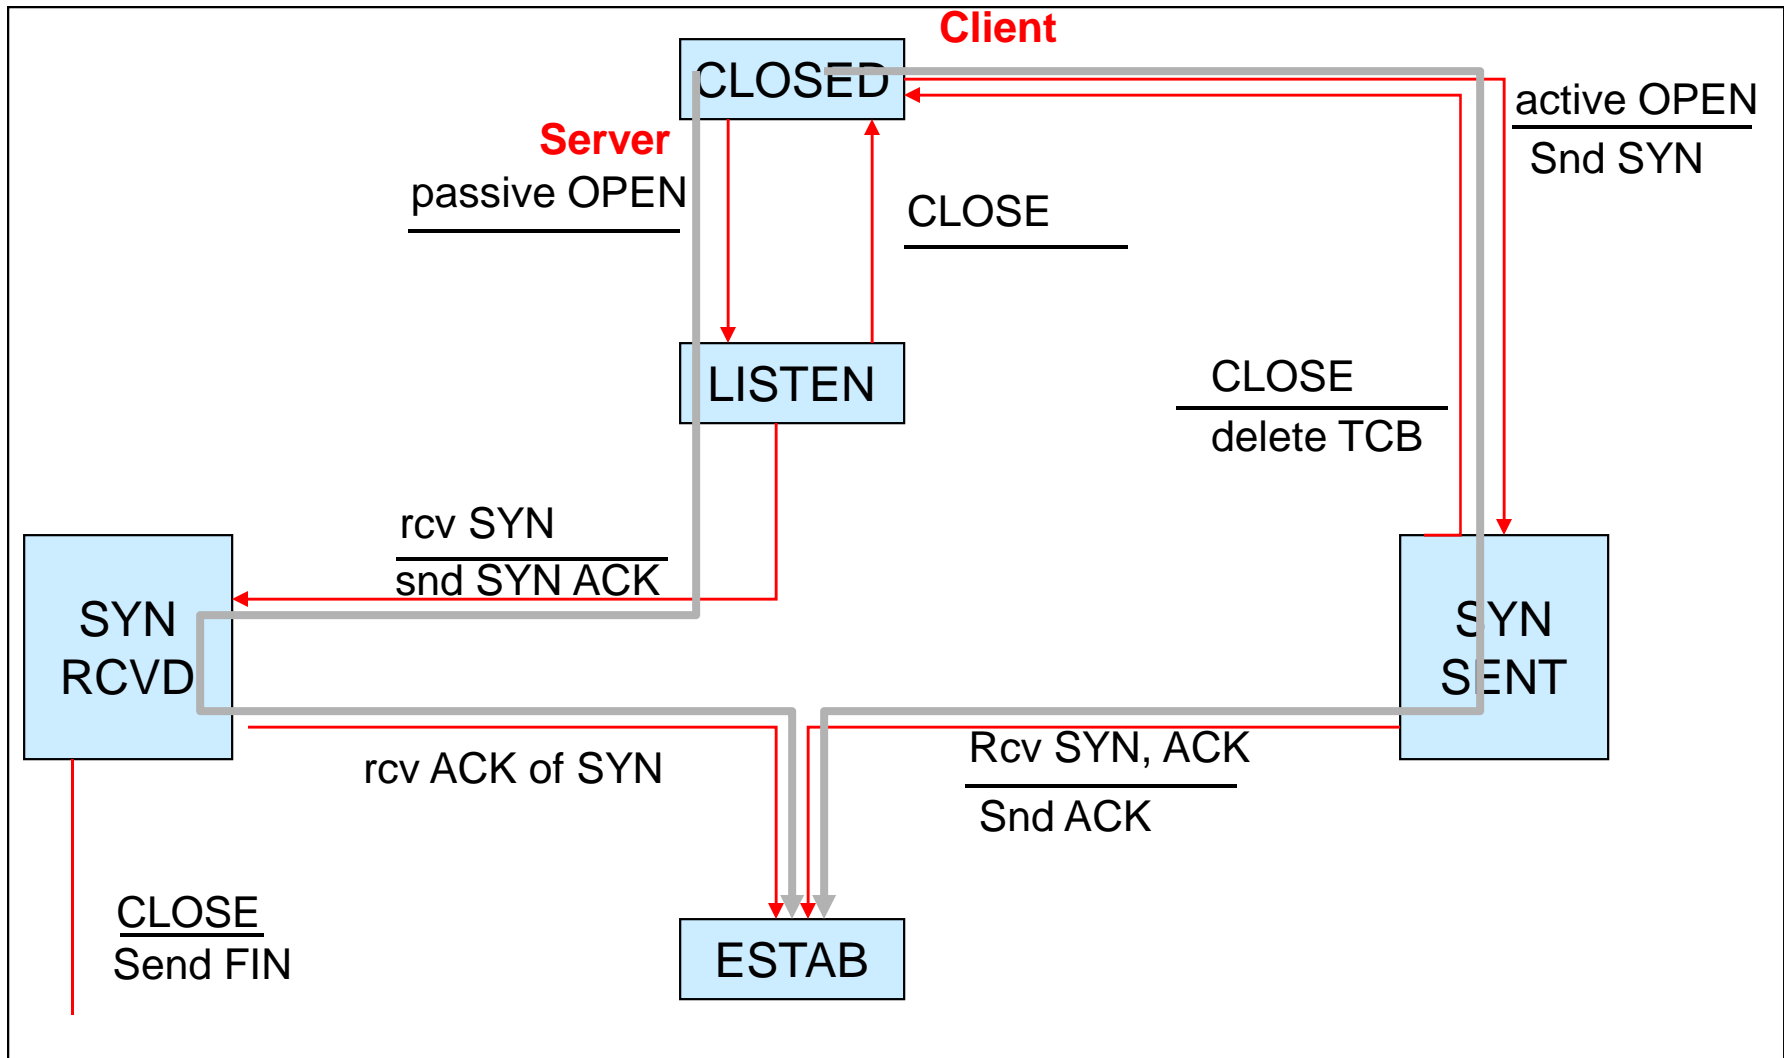 Client
CLOSED
active OPEN
Snd SYN
Server
passive OPEN
CLOSE
LISTEN
CLOSE
delete TCB
rcv SYN
snd SYN ACK
SYN
RCVD
SYN
SENT
rcv ACK of SYN
Rcv SYN, ACK
Snd ACK
CLOSE
Send FIN
ESTAB